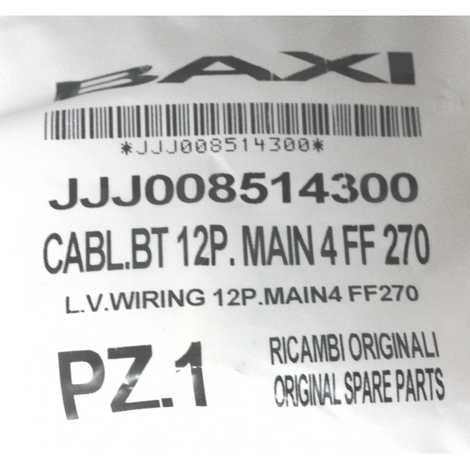 BAXI
*JJJ008514300*
JJJ008514300
CABL.BT 12P. MAIN 4 FF 270
L.V.WIRING 12P.MAIN4 FF270
PZ.1
RICAMBI ORIGINALI
ORIGINAL SPARE PARTS